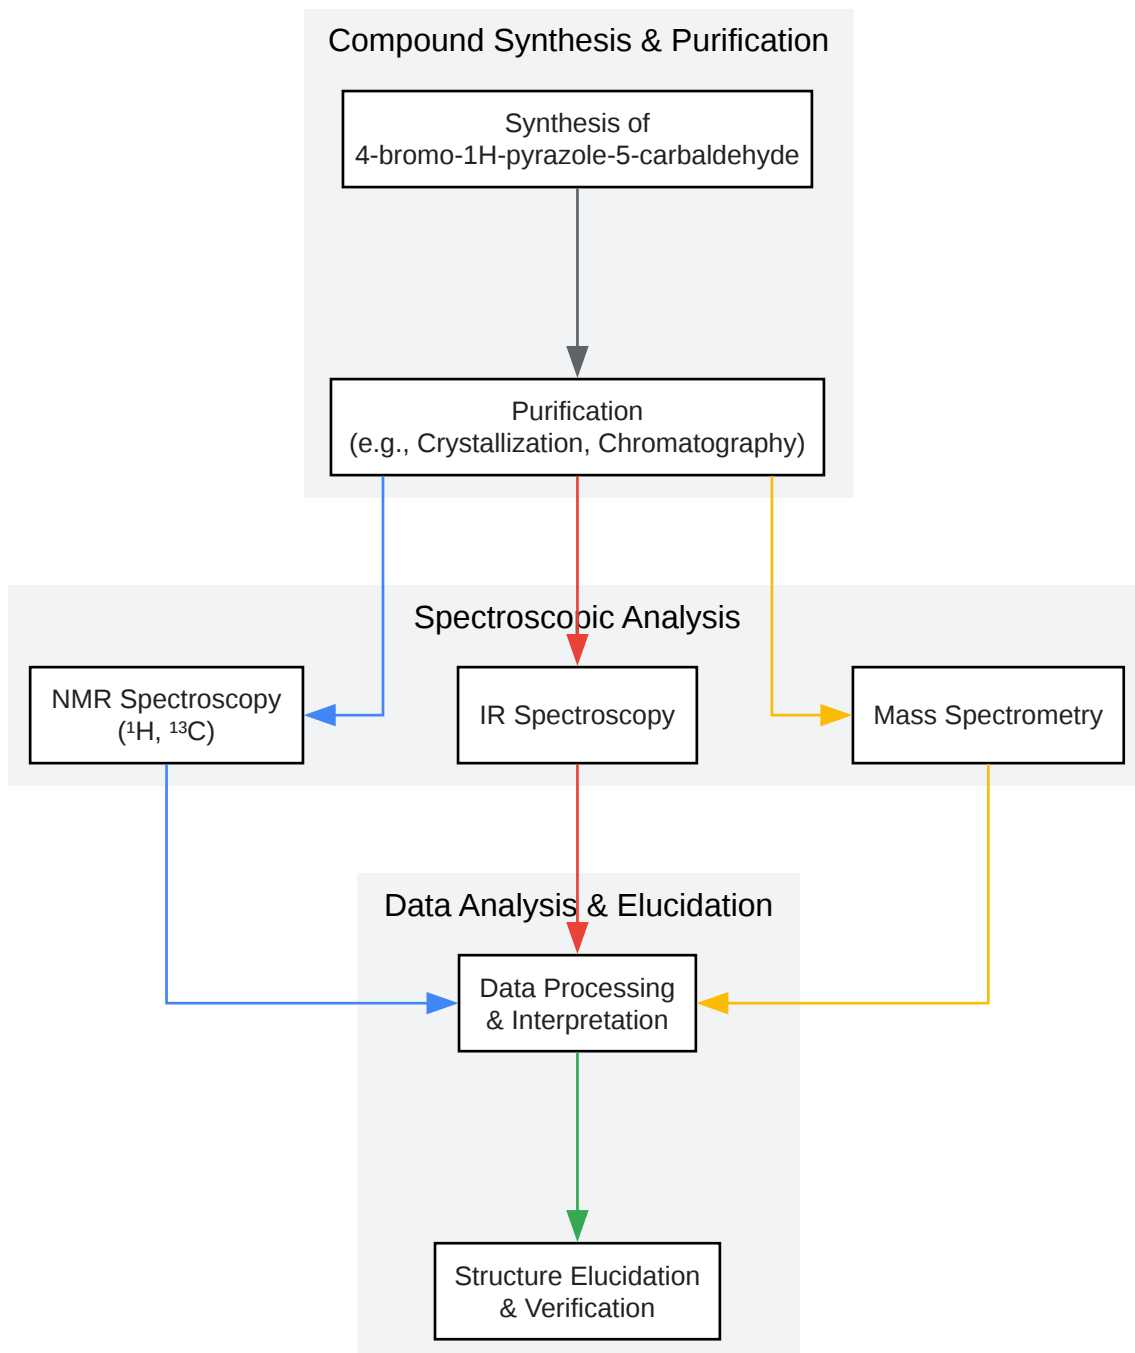 Compound Synthesis & Purification
Synthesis of
4-bromo-1H-pyrazole-5-carbaldehyde
Purification
(e.g., Crystallization, Chromatography)
Spectroscopic Analysis
NMR Spectroscopy
(¹H, ¹³C)
IR Spectroscopy
Mass Spectrometry
Data Analysis & Elucidation
Data Processing
& Interpretation
Structure Elucidation
& Verification